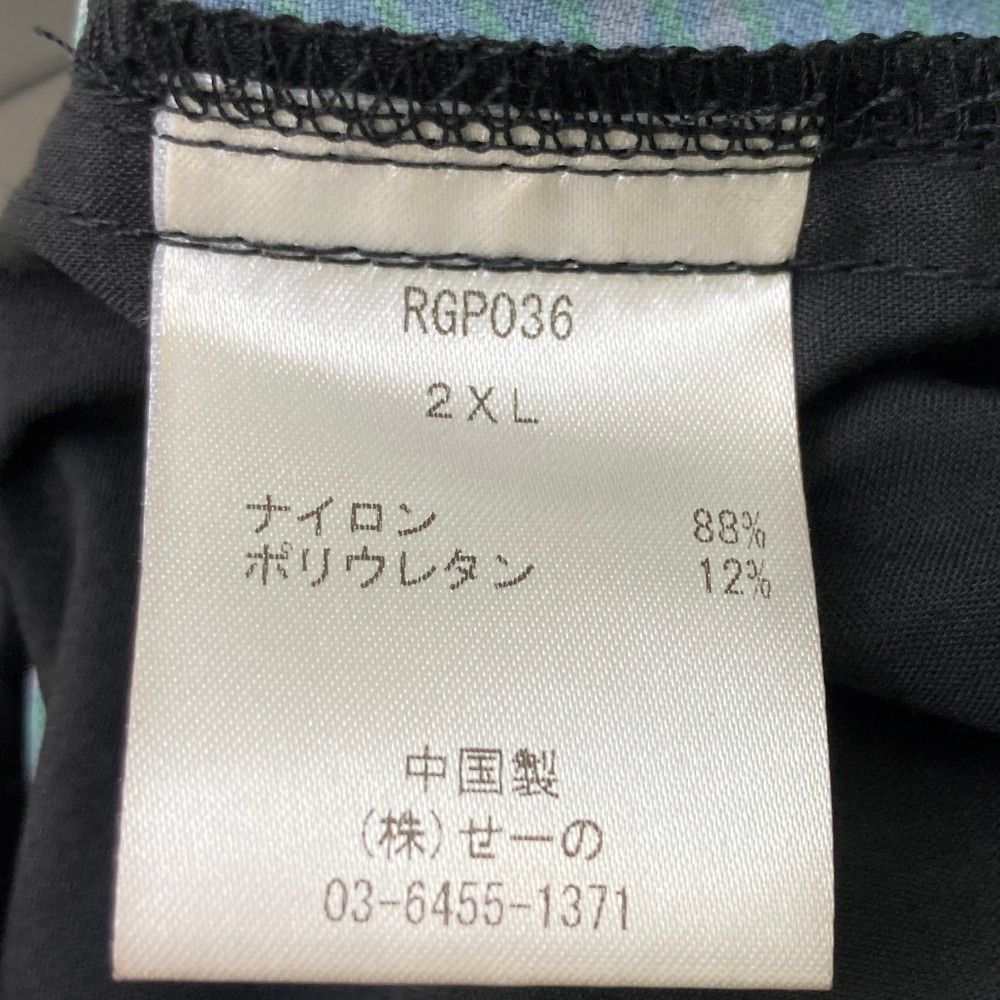 RGP036
2XL
ナイロン 88%
ポリウレタン 12%
中国製
(株)せーの
03-6455-1371